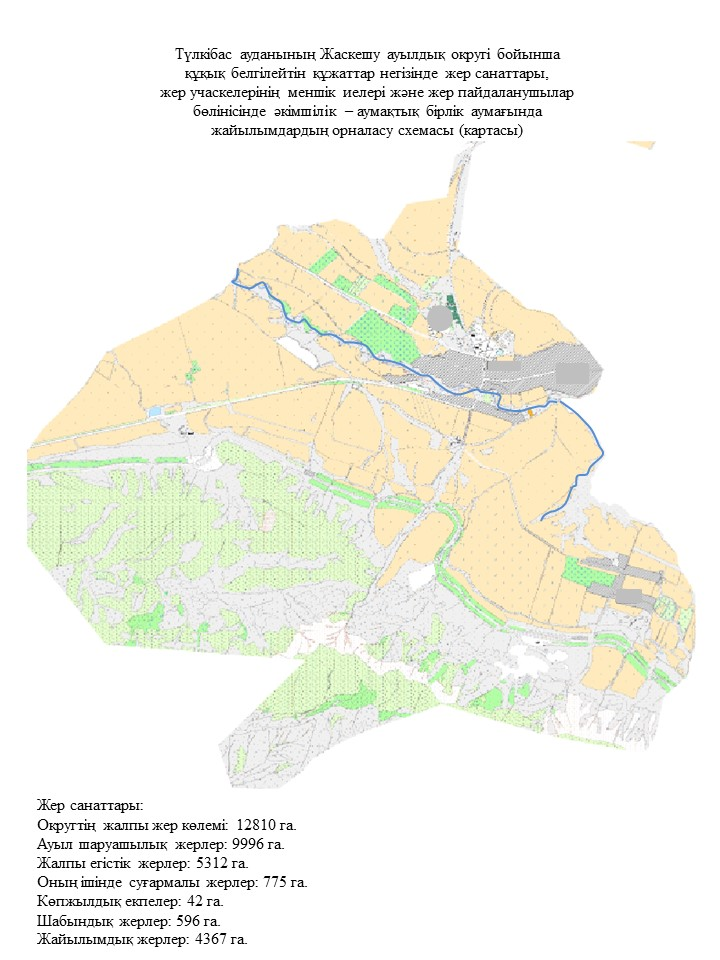 Түлкібас ауданының Жаскешу ауылдық округі бойынша
құқық белгілейтін құжаттар негізінде жер санаттары,
жер учаскелерінің меншік иелері және жер пайдаланушылар
бөлінісінде әкімшілік – аумақтық бірлік аумағында
жайылымдардың орналасу схемасы (картасы)
Жер санаттары:
Округтің жалпы жер көлемі: 12810 га.
Ауыл шаруашылық жерлер: 9996 га.
Жалпы егістік жерлер: 5312 га.
Оның ішінде суғармалы жерлер: 775 га.
Көпжылдық екпелер: 42 га.
Шабындық жерлер: 596 га.
Жайылымдық жерлер: 4367 га.